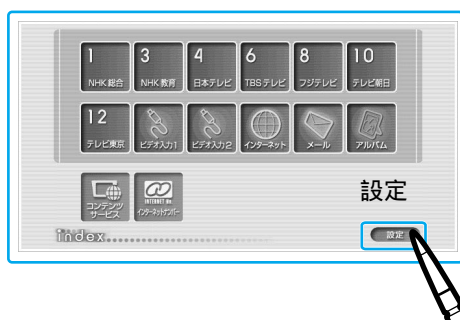 1 3 4 6 8 10
NHK総合 NHK教育 日本テレビ TBSテレビ フジテレビ テレビ朝日
12
テレビ東京 ビデオ入力1 ビデオ入力2 インターネット メール アルバム
INTERNET No
コンテンツ
サービス インターネットナンバー
設定
index 設定